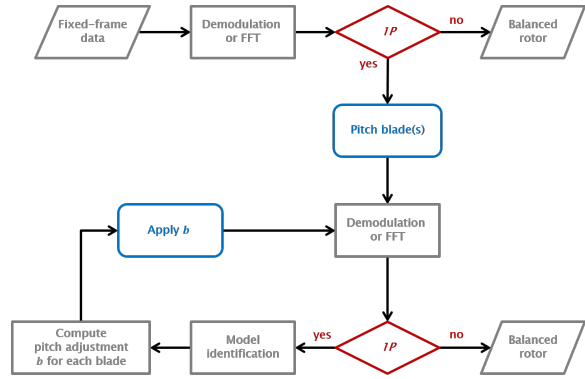 Fixed-frame
data
Demodulation
or FFT
1P
no
Balanced
rotor
yes
Pitch blade(s)
Apply b
Demodulation
or FFT
Compute
pitch adjustment
b for each blade
Model
identification
yes
1P
no
Balanced
rotor